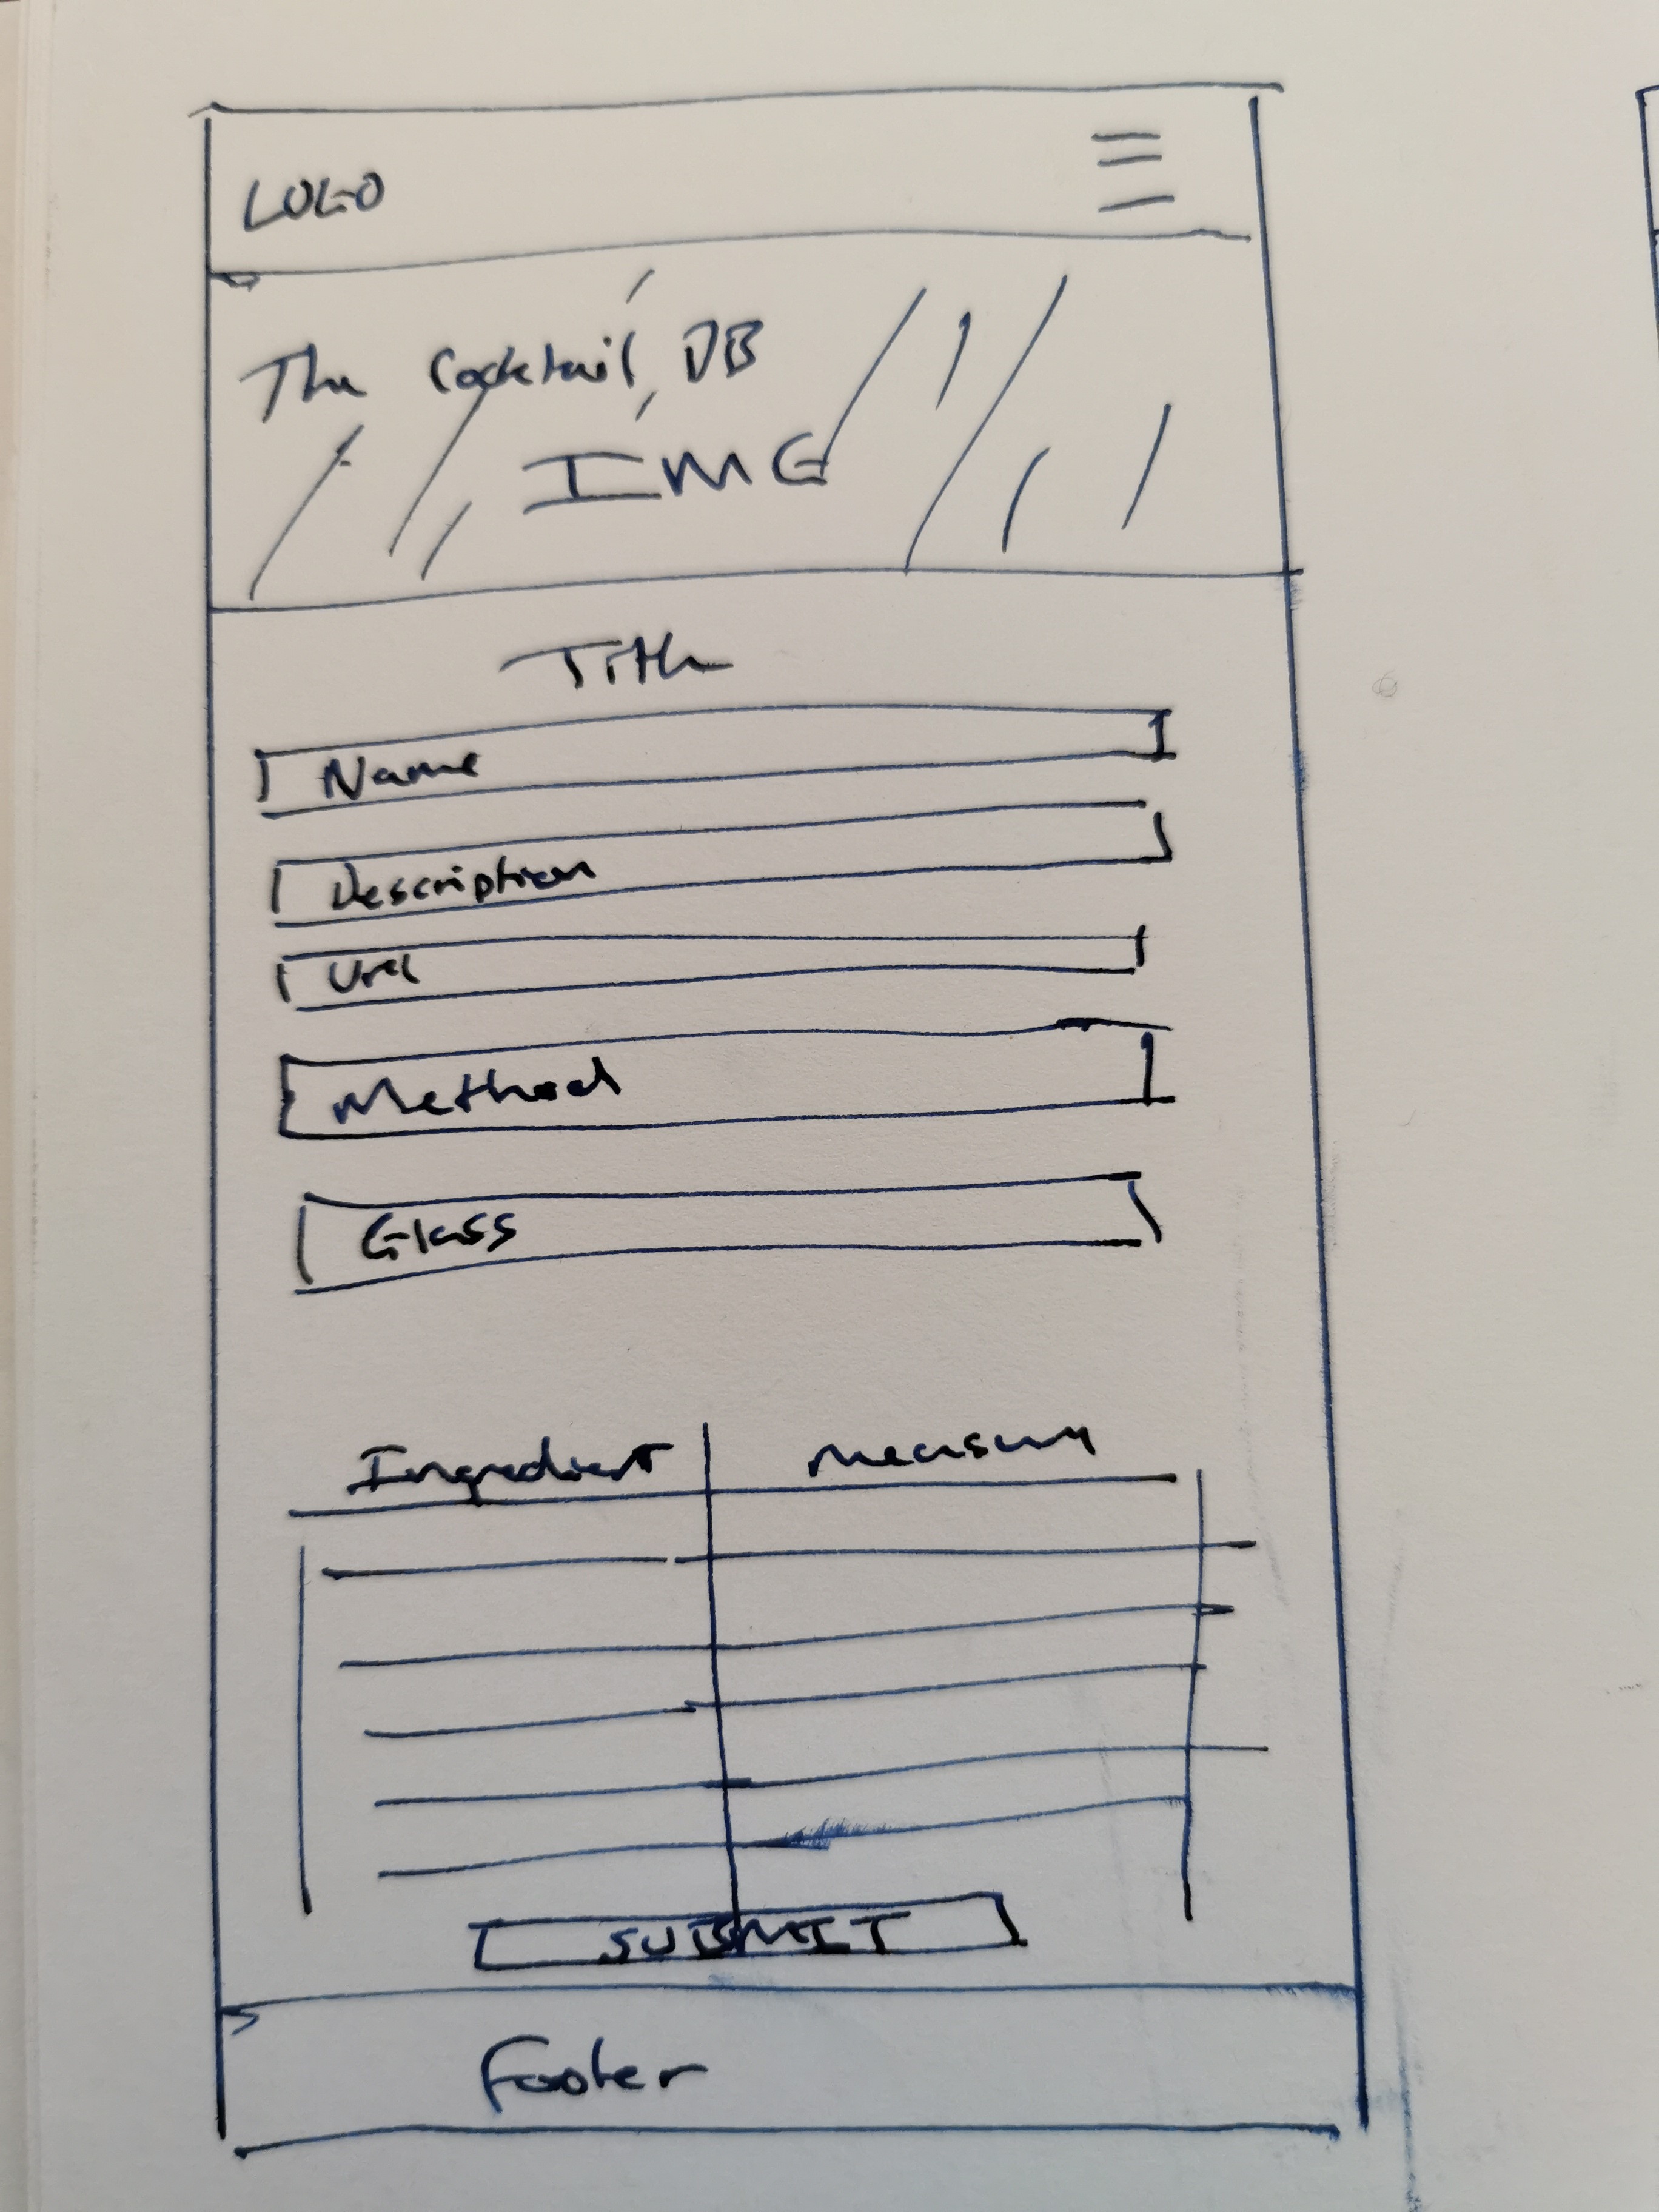 LOGO
The Cocktail DB
IMG
Title
Name
Description
Url
Method
Glass
Ingredient Measure
SUBMIT
Footer